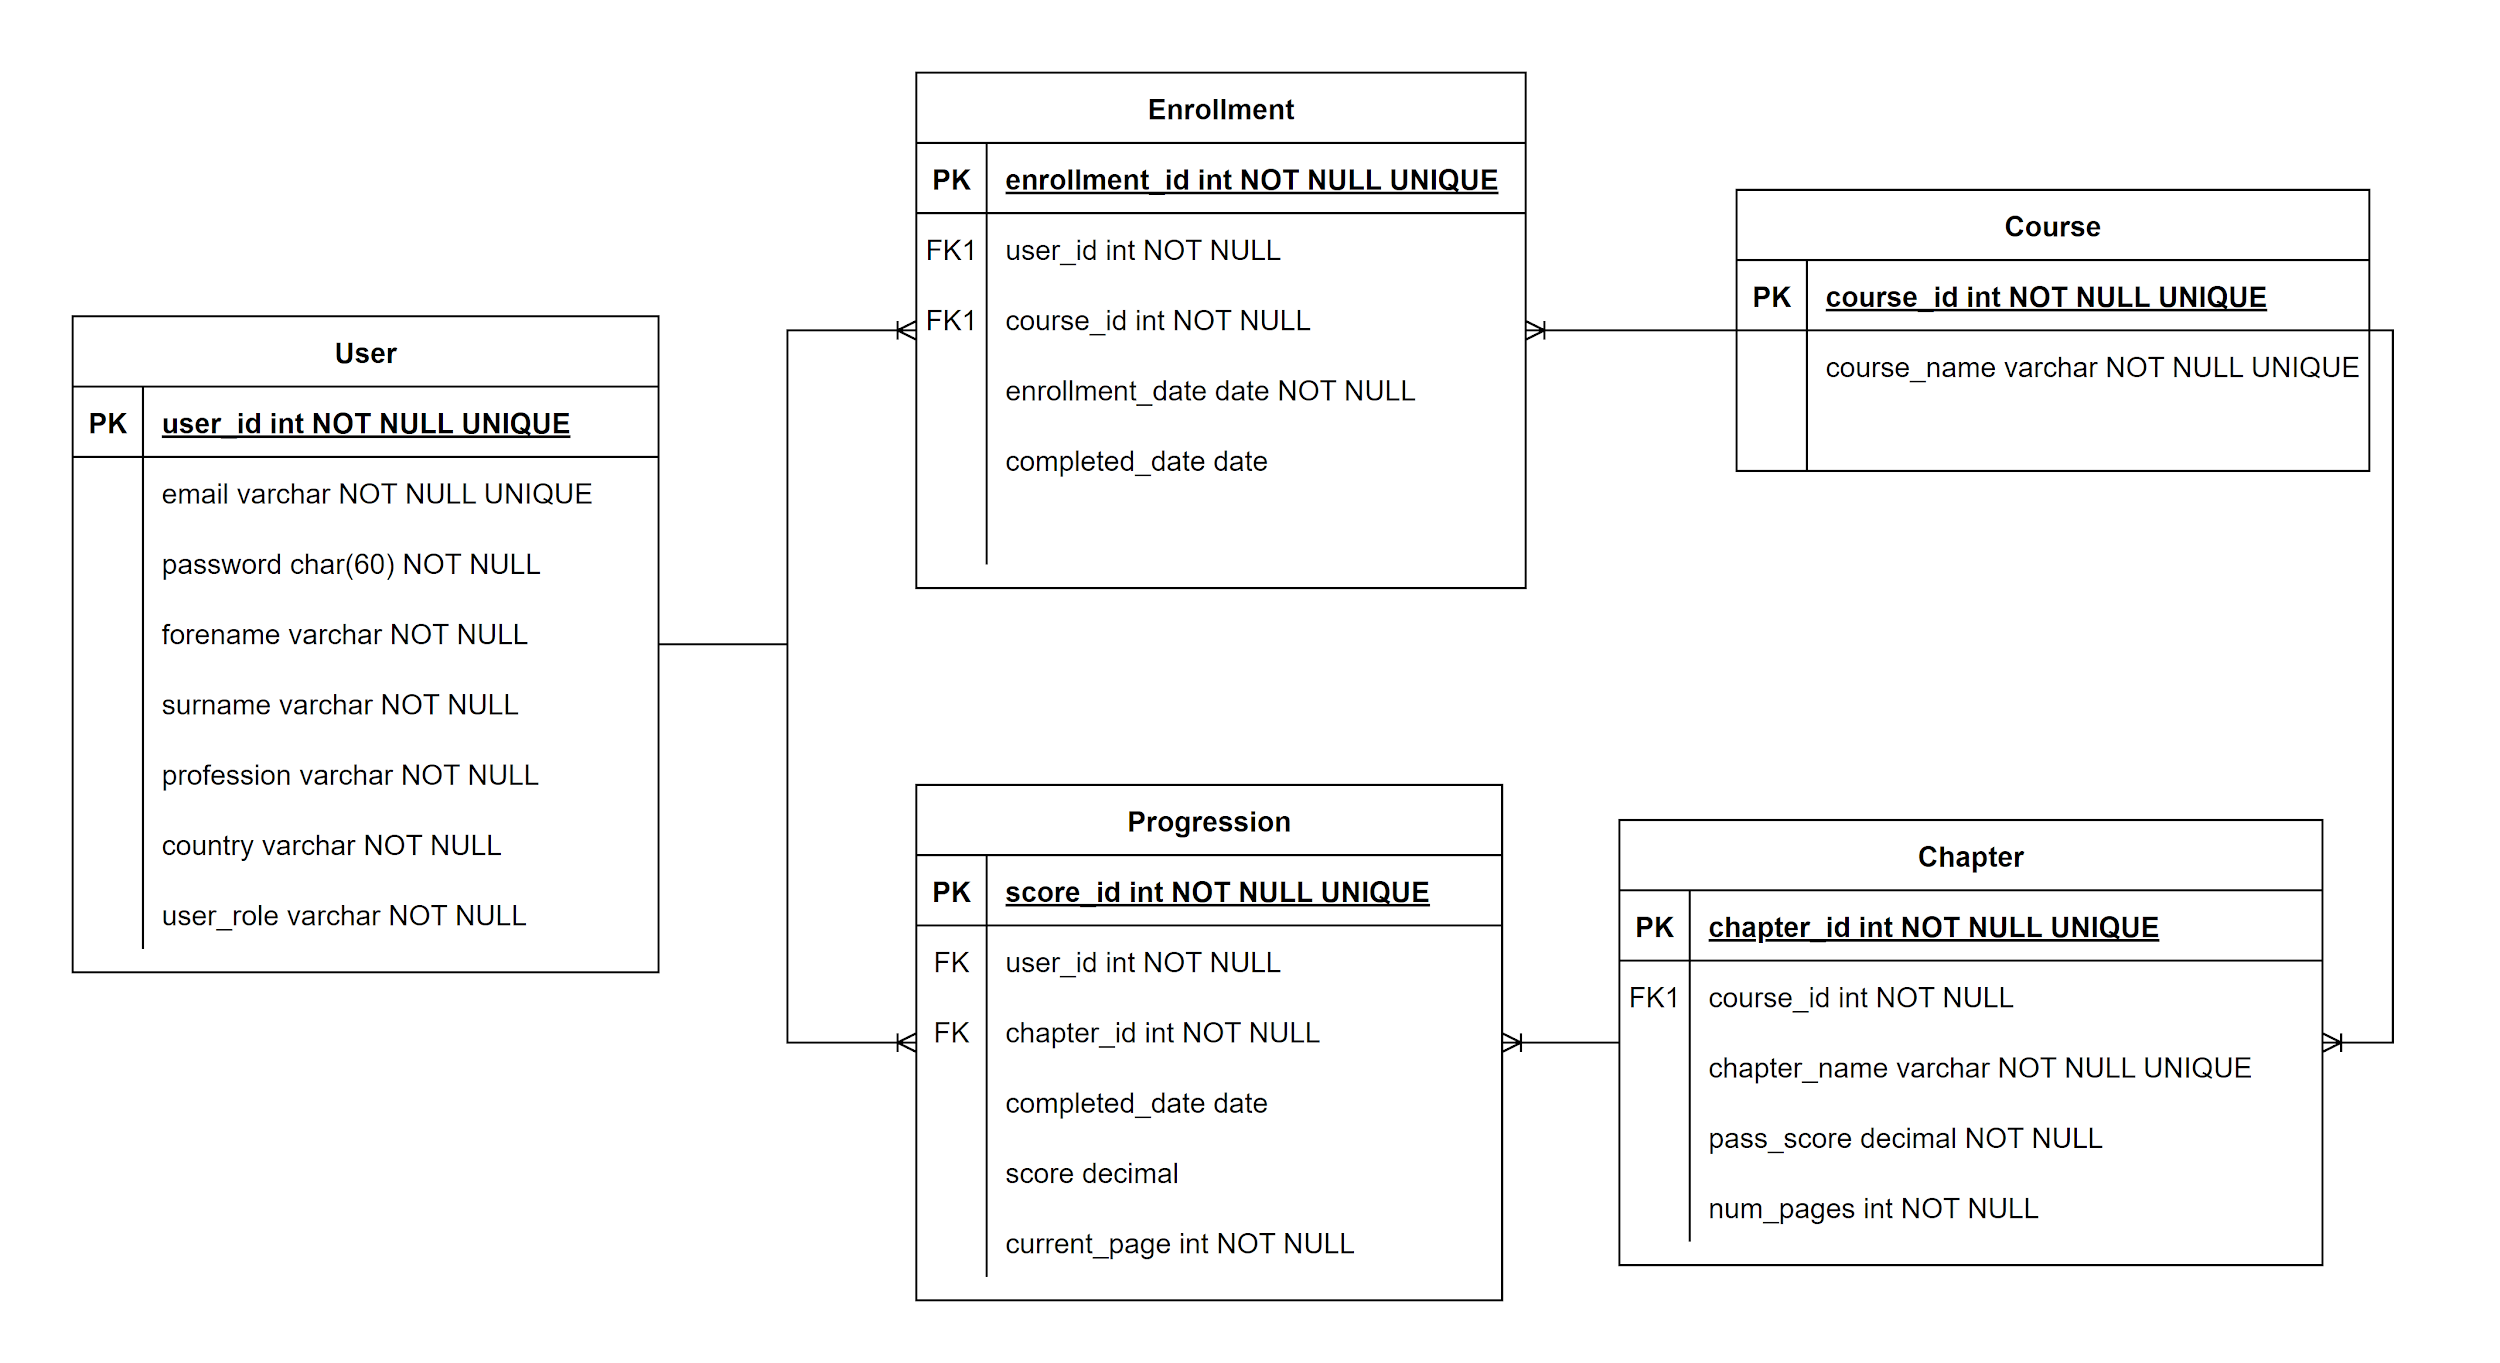 Enrollment
PK enrollment_id int NOT NULL UNIQUE
FK1 user_id int NOT NULL
FK1 course_id int NOT NULL
enrollment_date date NOT NULL
completed_date date
Course
PK course_id int NOT NULL UNIQUE
course_name varchar NOT NULL UNIQUE
User
PK user_id int NOT NULL UNIQUE
email varchar NOT NULL UNIQUE
password char(60) NOT NULL
forename varchar NOT NULL
surname varchar NOT NULL
profession varchar NOT NULL
country varchar NOT NULL
user_role varchar NOT NULL
Progression
PK score_id int NOT NULL UNIQUE
FK user_id int NOT NULL
FK chapter_id int NOT NULL
completed_date date
score decimal
current_page int NOT NULL
Chapter
PK chapter_id int NOT NULL UNIQUE
FK1 course_id int NOT NULL
chapter_name varchar NOT NULL UNIQUE
pass_score decimal NOT NULL
num_pages int NOT NULL